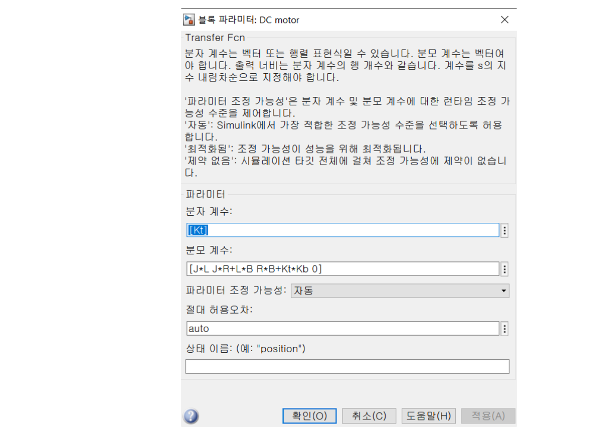 블록 파라미터: DC motor
Transfer Fcn
분자 계수는 벡터 또는 행렬 표현식일 수 있습니다. 분모 계수는 벡터여
야 합니다. 출력 너비는 분자 계수의 행 개수와 같습니다. 계수를 s의 지
수 내림차순으로 지정해야 합니다.
'파라미터 조정 가능성'은 분자 계수 및 분모 계수에 대한 런타임 조정 가
능성 수준을 제어합니다.
'자동': Simulink에서 가장 적합한 조정 가능성 수준을 선택하도록 허용
합니다.
'최적화됨': 조정 가능성이 성능을 위해 최적화됩니다.
'제약 없음': 시뮬레이션 타깃 전체에 걸쳐 조정 가능성에 제약이 없습니
다.
파라미터
분자 계수:
[Kt]
분모 계수:
[J*L J*R+L*B R*B+Kt*Kb 0]
파라미터 조정 가능성: 자동
절대 허용오차:
auto
상태 이름: (예: "position")
확인(O) 취소(C) 도움말(H) 적용(A)